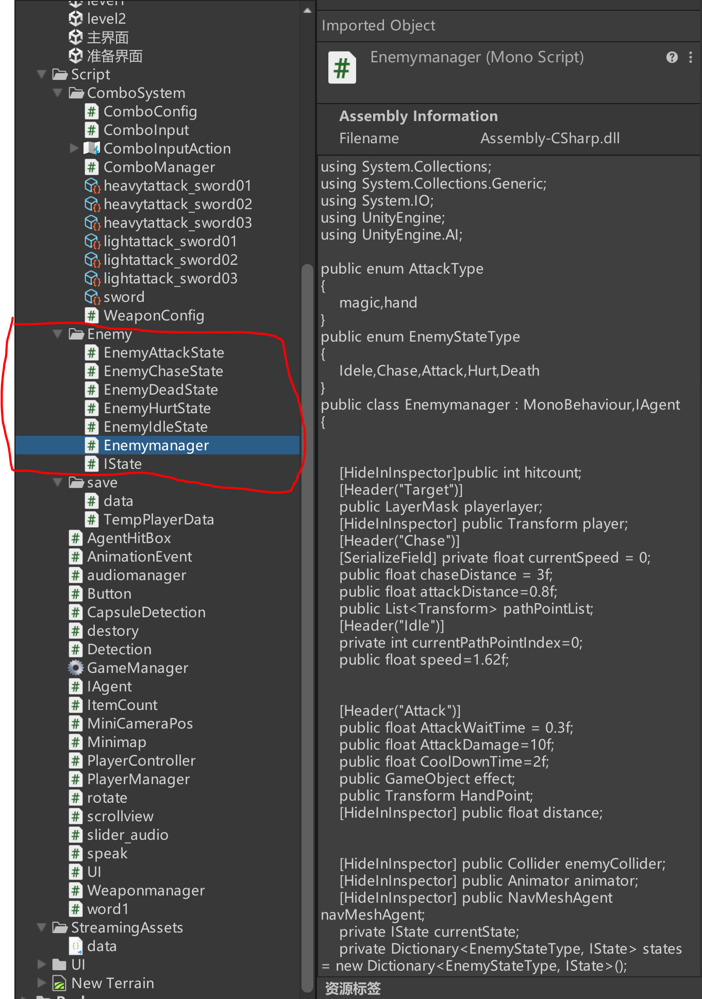 level1
level2
主界面
准备界面
Script
ComboSystem
ComboConfig
ComboInput
ComboInputAction
ComboManager
heavytattack_sword01
heavytattack_sword02
heavytattack_sword03
lightattack_sword01
lightattack_sword02
lightattack_sword03
sword
WeaponConfig
Enemy
EnemyAttackState
EnemyChaseState
EnemyDeadState
EnemyHurtState
EnemyIdleState
Enemymanager
IState
save
data
TempPlayerData
AgentHitBox
AnimationEvent
audiomanager
Button
CapsuleDetection
destory
Detection
GameManager
IAgent
ItemCount
MiniCameraPos
Minimap
PlayerController
PlayerManager
rotate
scrollview
slider_audio
speak
UI
Weaponmanager
word1
StreamingAssets
data
UI
New Terrain
Imported Object
Enemymanager (Mono Script)
Assembly Information
Filename Assembly-CSharp.dll
using System.Collections;
using System.Collections.Generic;
using System.IO;
using UnityEngine;
using UnityEngine.AI;
public enum AttackType
{
magic,hand
}
public enum EnemyStateType
{
Idele,Chase,Attack,Hurt,Death
}
public class Enemymanager : MonoBehaviour,IAgent
{
[HideInInspector]public int hitcount;
[Header("Target")]
public LayerMask playerlayer;
[HideInInspector] public Transform player;
[Header("Chase")]
[SerializeField] private float currentSpeed = 0;
public float chaseDistance = 3f;
public float attackDistance=0.8f;
public List<Transform> pathPointList;
[Header("Idle")]
private int currentPathPointIndex=0;
public float speed=1.62f;
[Header("Attack")]
public float AttackWaitTime = 0.3f;
public float AttackDamage=10f;
public float CoolDownTime=2f;
public GameObject effect;
public Transform HandPoint;
[HideInInspector] public float distance;
[HideInInspector] public Collider enemyCollider;
[HideInInspector] public Animator animator;
[HideInInspector] public NavMeshAgent
navMeshAgent;
private IState currentState;
private Dictionary<EnemyStateType, IState> states
= new Dictionary<EnemyStateType, IState>();
资源标签